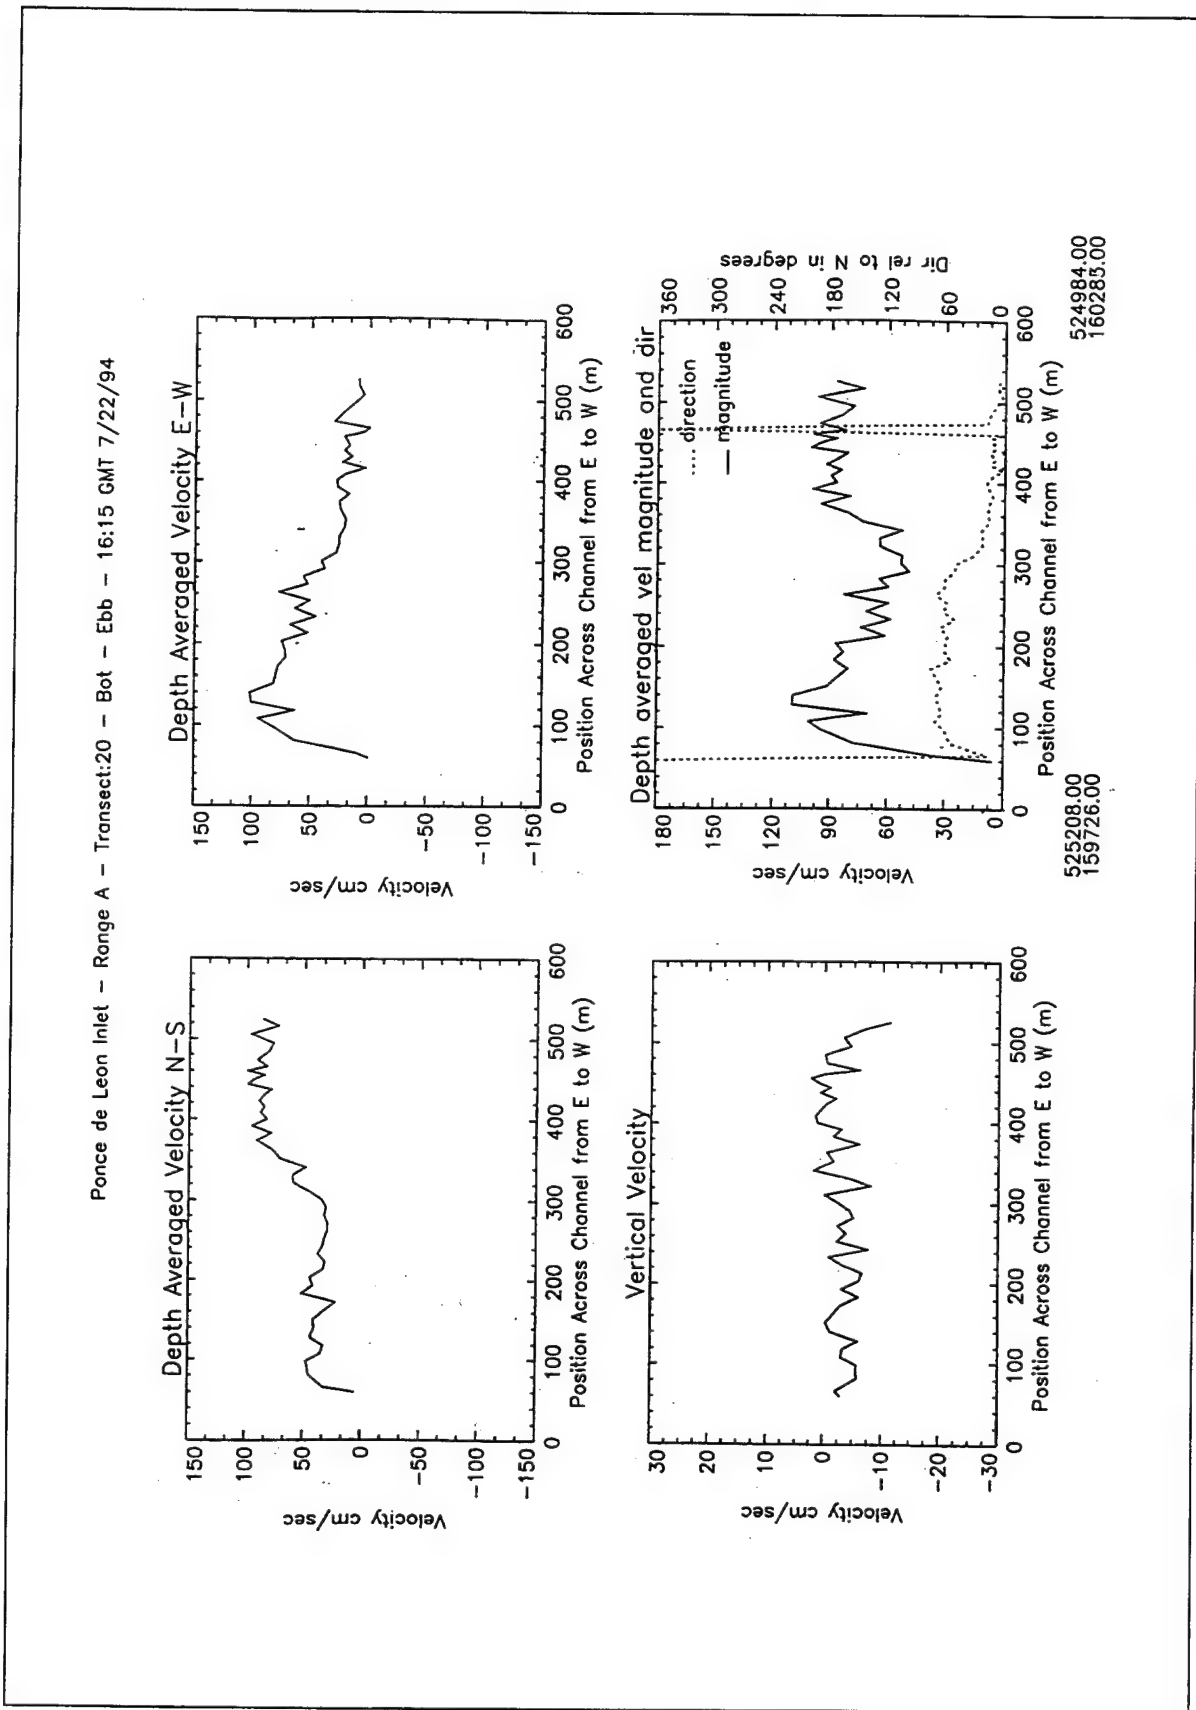 Ponce de Leon Inlet – Range A – Transect:20 – Bot – Ebb – 16:15 GMT 7/22/94
Depth Averaged Velocity N–S
150
100
50
0
−50
−100
−150
Velocity cm/sec
0 100 200 300 400 500 600
Position Across Channel from E to W (m)
Depth Averaged Velocity E–W
150
100
50
0
−50
−100
−150
Velocity cm/sec
0 100 200 300 400 500 600
Position Across Channel from E to W (m)
Vertical Velocity
30
20
10
0
−10
−20
−30
Velocity cm/sec
0 100 200 300 400 500 600
Position Across Channel from E to W (m)
Depth averaged vel magnitude and dir
180
150
120
90
60
30
0
Velocity cm/sec
direction
magnitude
360
300
240
180
120
60
0
Dir rel to N in degrees
0 100 200 300 400 500 600
Position Across Channel from E to W (m)
525208.00
159726.00
524984.00
160285.00